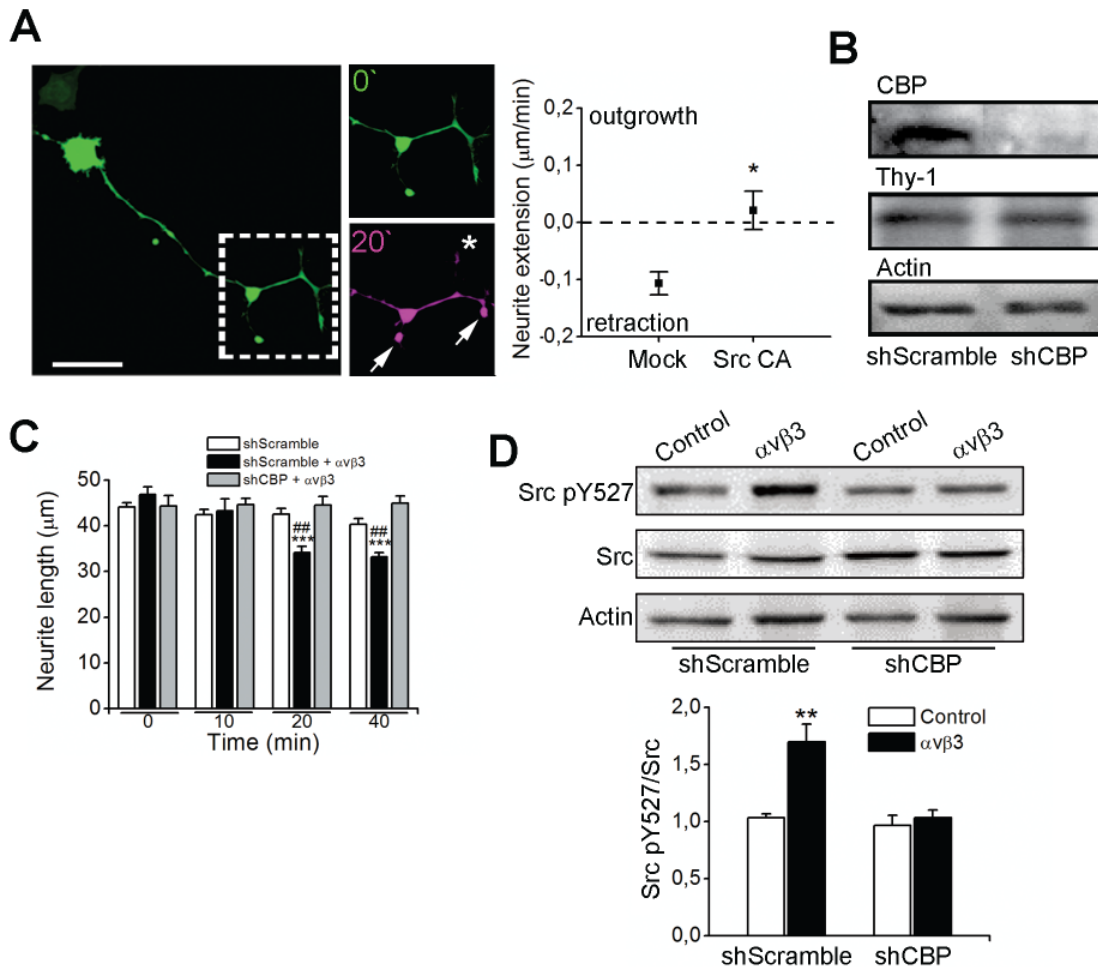 A
0`
20`
*
Neurite extension (μm/min)
0,2
0,1
0,0
-0,1
-0,2
outgrowth
*
retraction
Mock Src CA
B
CBP
Thy-1
Actin
shScramble shCBP
C
shScramble
shScramble + αvβ3
shCBP + αvβ3
Neurite length (μm)
50
40
30
20
10
0
##
***
##
***
0 10 20 40
Time (min)
D
Control αvβ3 Control αvβ3
Src pY527
Src
Actin
shScramble shCBP
Src pY527/Src
2,0
1,5
1,0
0,5
0,0
**
Control
αvβ3
shScramble shCBP